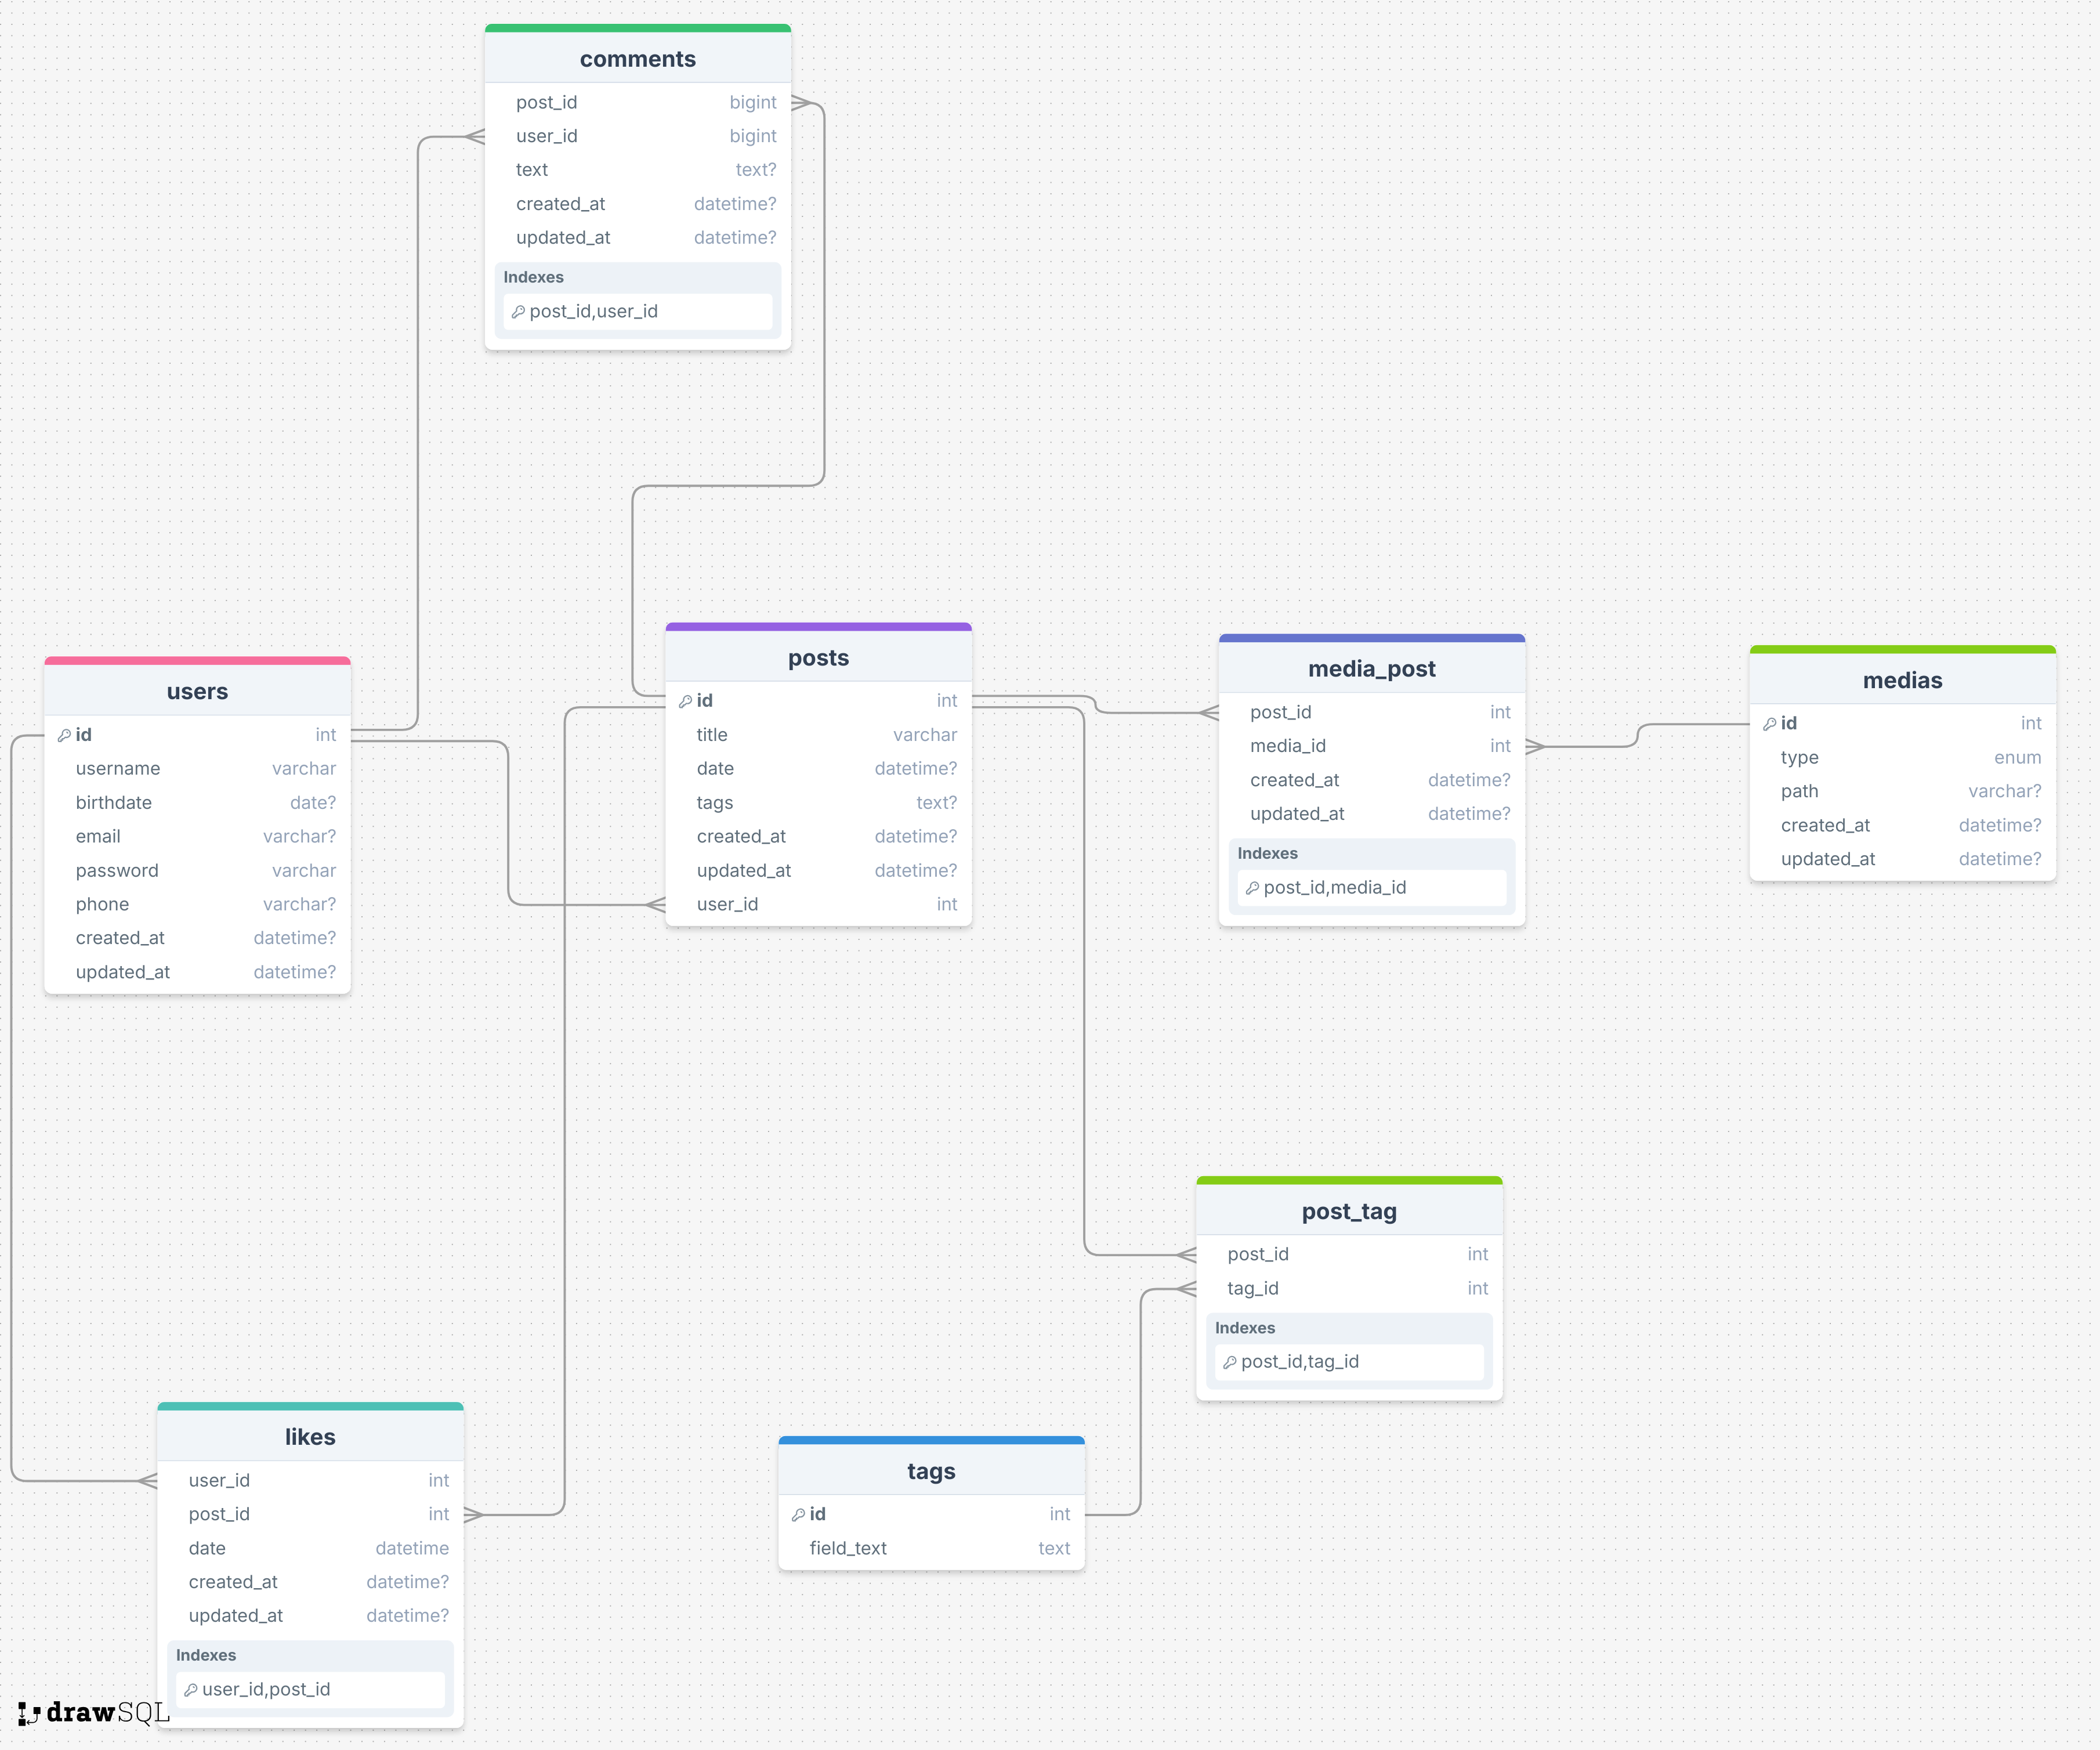 comments
post_id bigint
user_id bigint
text text?
created_at datetime?
updated_at datetime?
Indexes
post_id,user_id
users
id int
username varchar
birthdate date?
email varchar?
password varchar
phone varchar?
created_at datetime?
updated_at datetime?
posts
id int
title varchar
date datetime?
tags text?
created_at datetime?
updated_at datetime?
user_id int
media_post
post_id int
media_id int
created_at datetime?
updated_at datetime?
Indexes
post_id,media_id
medias
id int
type enum
path varchar?
created_at datetime?
updated_at datetime?
post_tag
post_id int
tag_id int
Indexes
post_id,tag_id
likes
user_id int
post_id int
date datetime
created_at datetime?
updated_at datetime?
Indexes
user_id,post_id
tags
id int
field_text text
drawSQL